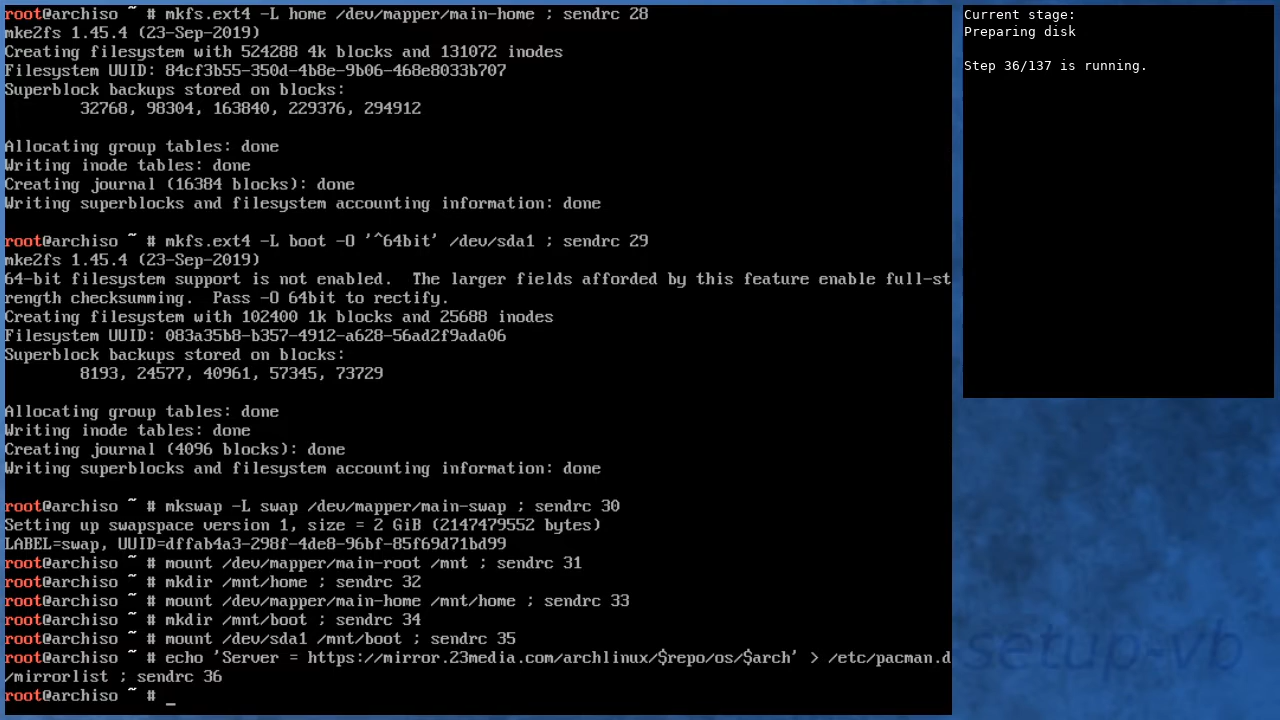 root@archiso ~ # mkfs.ext4 -L home /dev/mapper/main-home ; sendrc 28
mke2fs 1.45.4 (23-Sep-2019)
Creating filesystem with 524288 4k blocks and 131072 inodes
Filesystem UUID: 84cf3b55-350d-4b8e-9b06-468e8033b707
Superblock backups stored on blocks:
        32768, 98304, 163840, 229376, 294912

Allocating group tables: done
Writing inode tables: done
Creating journal (16384 blocks): done
Writing superblocks and filesystem accounting information: done

root@archiso ~ # mkfs.ext4 -L boot -O '^64bit' /dev/sda1 ; sendrc 29
mke2fs 1.45.4 (23-Sep-2019)
64-bit filesystem support is not enabled.  The larger fields afforded by this feature enable full-st
rength checksumming.  Pass -O 64bit to rectify.
Creating filesystem with 102400 1k blocks and 25688 inodes
Filesystem UUID: 083a35b8-b357-4912-a628-56ad2f9ada06
Superblock backups stored on blocks:
        8193, 24577, 40961, 57345, 73729

Allocating group tables: done
Writing inode tables: done
Creating journal (4096 blocks): done
Writing superblocks and filesystem accounting information: done

root@archiso ~ # mkswap -L swap /dev/mapper/main-swap ; sendrc 30
Setting up swapspace version 1, size = 2 GiB (2147479552 bytes)
LABEL=swap, UUID=dffab4a3-298f-4de8-96bf-85f69d71bd99
root@archiso ~ # mount /dev/mapper/main-root /mnt ; sendrc 31
root@archiso ~ # mkdir /mnt/home ; sendrc 32
root@archiso ~ # mount /dev/mapper/main-home /mnt/home ; sendrc 33
root@archiso ~ # mkdir /mnt/boot ; sendrc 34
root@archiso ~ # mount /dev/sda1 /mnt/boot ; sendrc 35
root@archiso ~ # echo 'Server = https://mirror.23media.com/archlinux/$repo/os/$arch' > /etc/pacman.d
/mirrorlist ; sendrc 36
root@archiso ~ # _
Current stage:
Preparing disk

Step 36/137 is running.
setup-vb